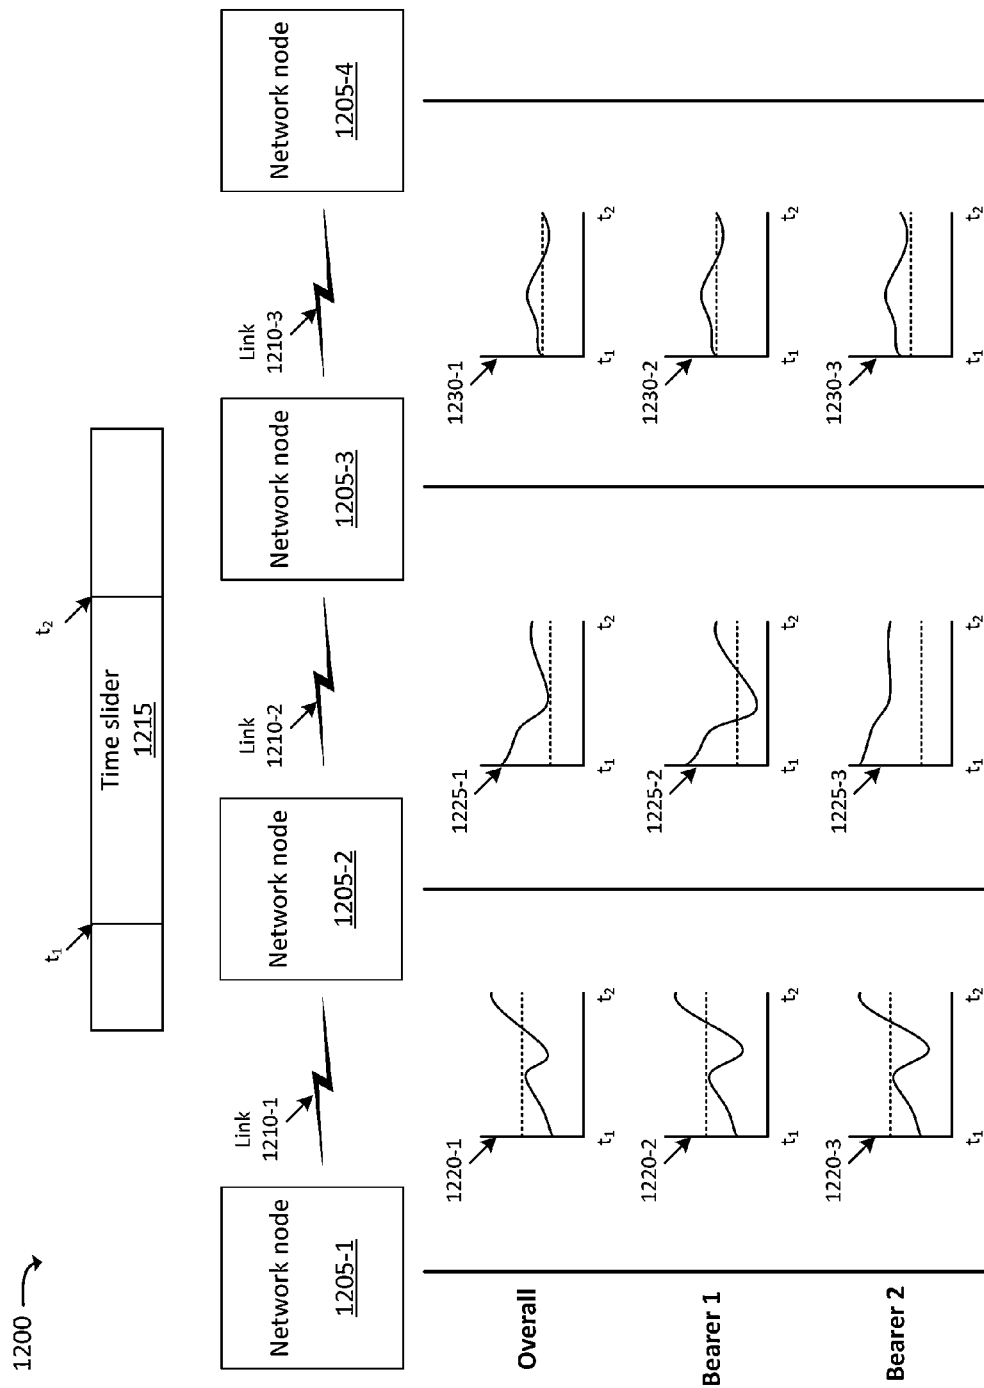 1200
t1
t2
Time slider
1215
Network node
1205-1
Link
1210-1
Network node
1205-2
Link
1210-2
Network node
1205-3
Link
1210-3
Network node
1205-4
Overall
1220-1
t1
t2
1225-1
t1
t2
1230-1
t1
t2
Bearer 1
1220-2
t1
t2
1225-2
t1
t2
1230-2
t1
t2
Bearer 2
1220-3
t1
t2
1225-3
t1
t2
1230-3
t1
t2